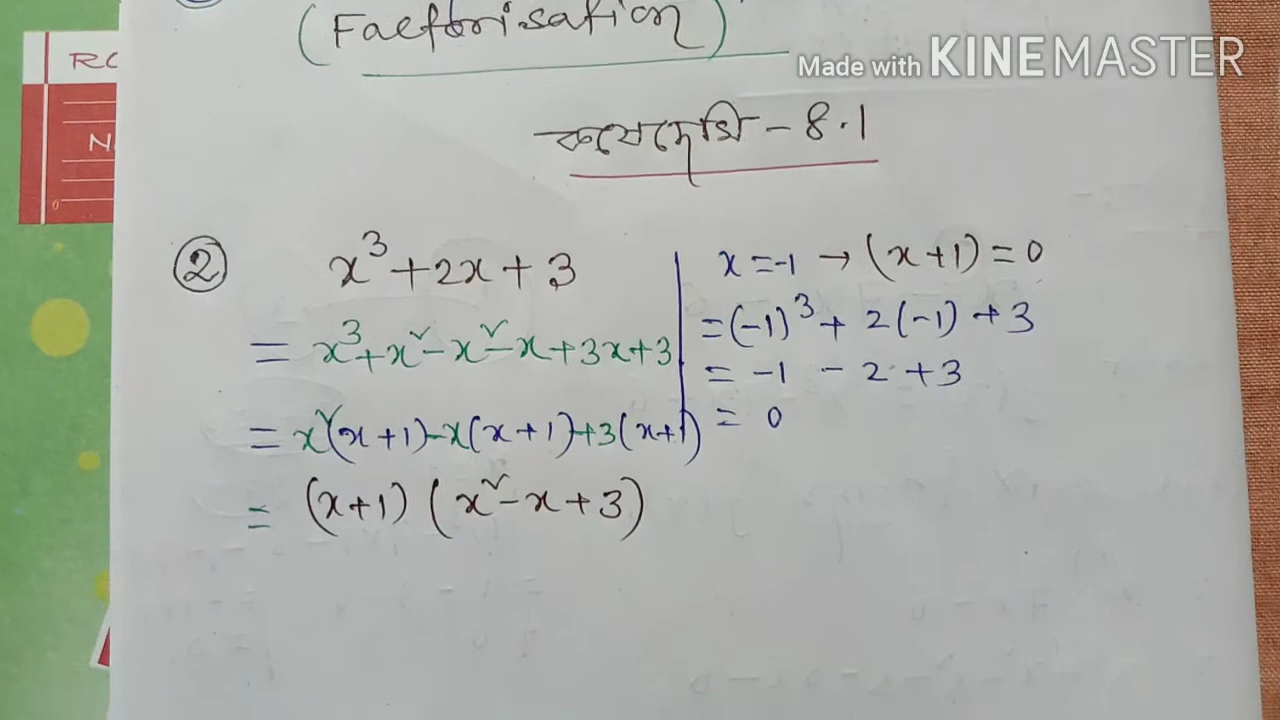 (Factorisation)
Made with KINEMASTER
RO
N
কষেদেখি - 8.1
② x³ + 2x + 3
= x³ + x² - x² - x + 3x + 3
= x²(x+1) - x(x+1) + 3(x+1)
= (x+1) (x² - x + 3)
x = -1 → (x+1) = 0
= (-1)³ + 2(-1) + 3
= -1 - 2 + 3
= 0